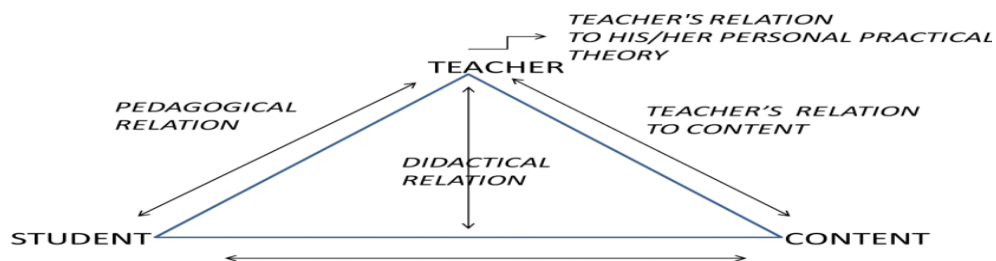 TEACHER'S RELATION
TO HIS/HER PERSONAL PRACTICAL
THEORY
TEACHER
PEDAGOGICAL
RELATION
TEACHER'S RELATION
TO CONTENT
DIDACTICAL
RELATION
STUDENT
CONTENT